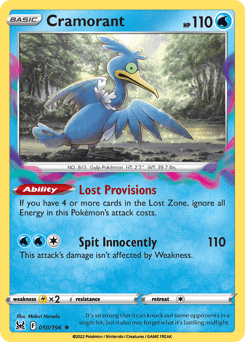 BASIC Cramorant HP 110
NO. 845 Gulp Pokémon HT: 2'7" WT: 39.7 lbs.
Ability Lost Provisions
If you have 4 or more cards in the Lost Zone, ignore all
Energy in this Pokémon's attack costs.
Spit Innocently 110
This attack's damage isn't affected by Weakness.
weakness ×2 resistance retreat
Illus. Midori Harada
050/196 ★
It's so strong that it can knock out some opponents in a
single hit, but it also may forget what it's battling midfight.
©2022 Pokémon / Nintendo / Creatures / GAME FREAK